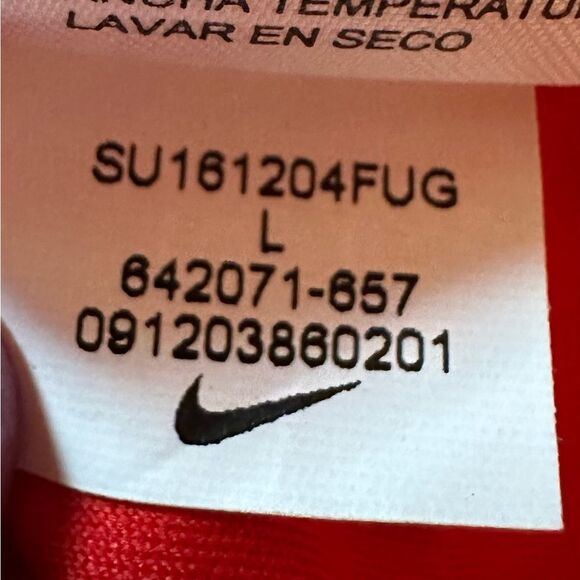 LAVAR EN SECO
SU161204FUG
L
642071-657
091203860201